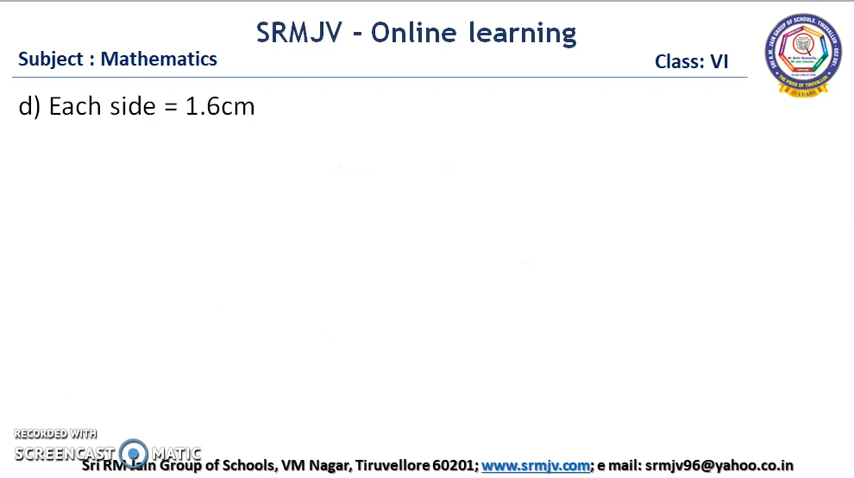 SRMJV - Online learning
Subject : Mathematics
Class: VI
d) Each side = 1.6cm
RECORDED WITH
SCREENCAST MATIC
Sri RM Jain Group of Schools, VM Nagar, Tiruvellore 60201; www.srmjv.com; e mail: srmjv96@yahoo.co.in